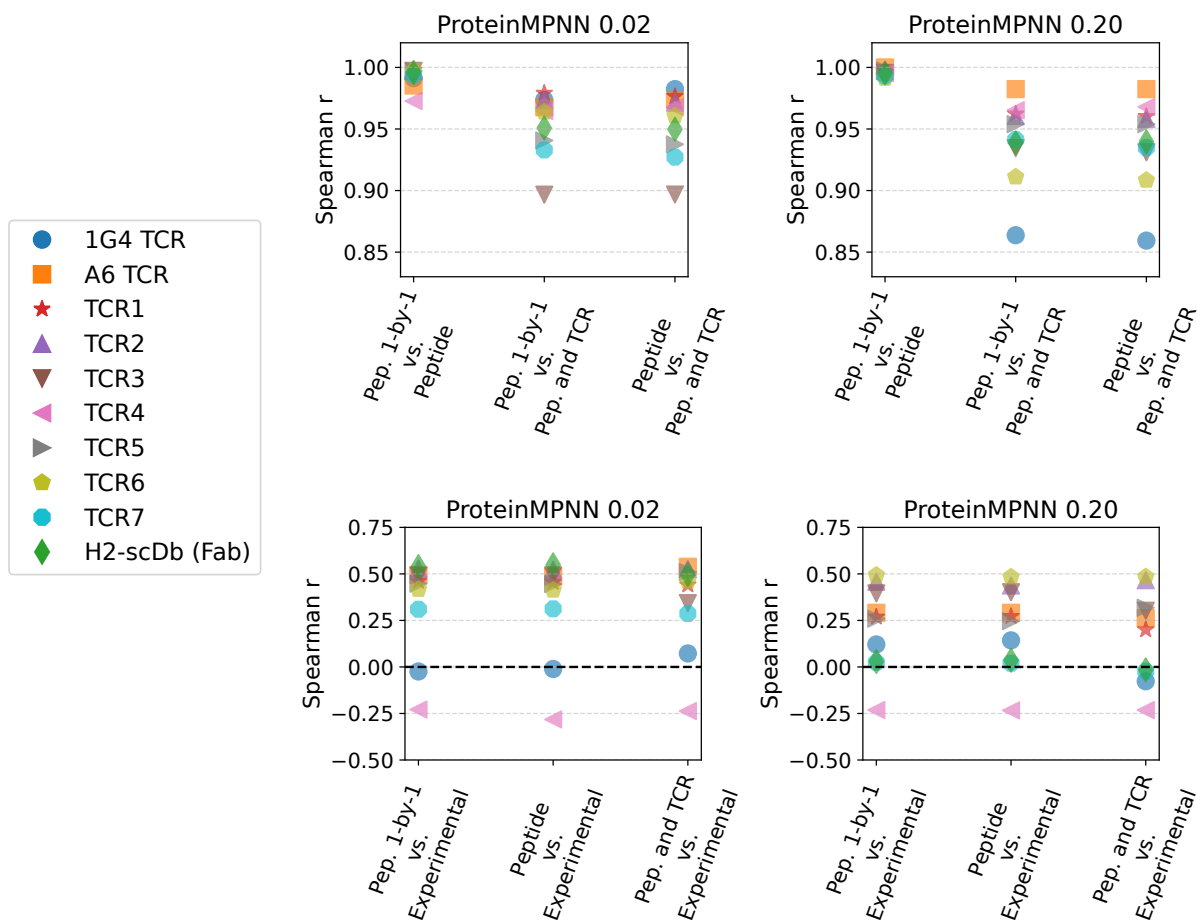 ProteinMPNN 0.02
Spearman r
1.00
0.95
0.90
0.85
Pep. 1-by-1
vs.
Peptide
Pep. 1-by-1
vs.
Pep. and TCR
Peptide
vs.
Pep. and TCR
ProteinMPNN 0.20
Spearman r
1.00
0.95
0.90
0.85
Pep. 1-by-1
vs.
Peptide
Pep. 1-by-1
vs.
Pep. and TCR
Peptide
vs.
Pep. and TCR
1G4 TCR
A6 TCR
TCR1
TCR2
TCR3
TCR4
TCR5
TCR6
TCR7
H2-scDb (Fab)
ProteinMPNN 0.02
Spearman r
0.75
0.50
0.25
0.00
−0.25
−0.50
Pep. 1-by-1
vs.
Experimental
Peptide
vs.
Experimental
Pep. and TCR
vs.
Experimental
ProteinMPNN 0.20
Spearman r
0.75
0.50
0.25
0.00
−0.25
−0.50
Pep. 1-by-1
vs.
Experimental
Peptide
vs.
Experimental
Pep. and TCR
vs.
Experimental